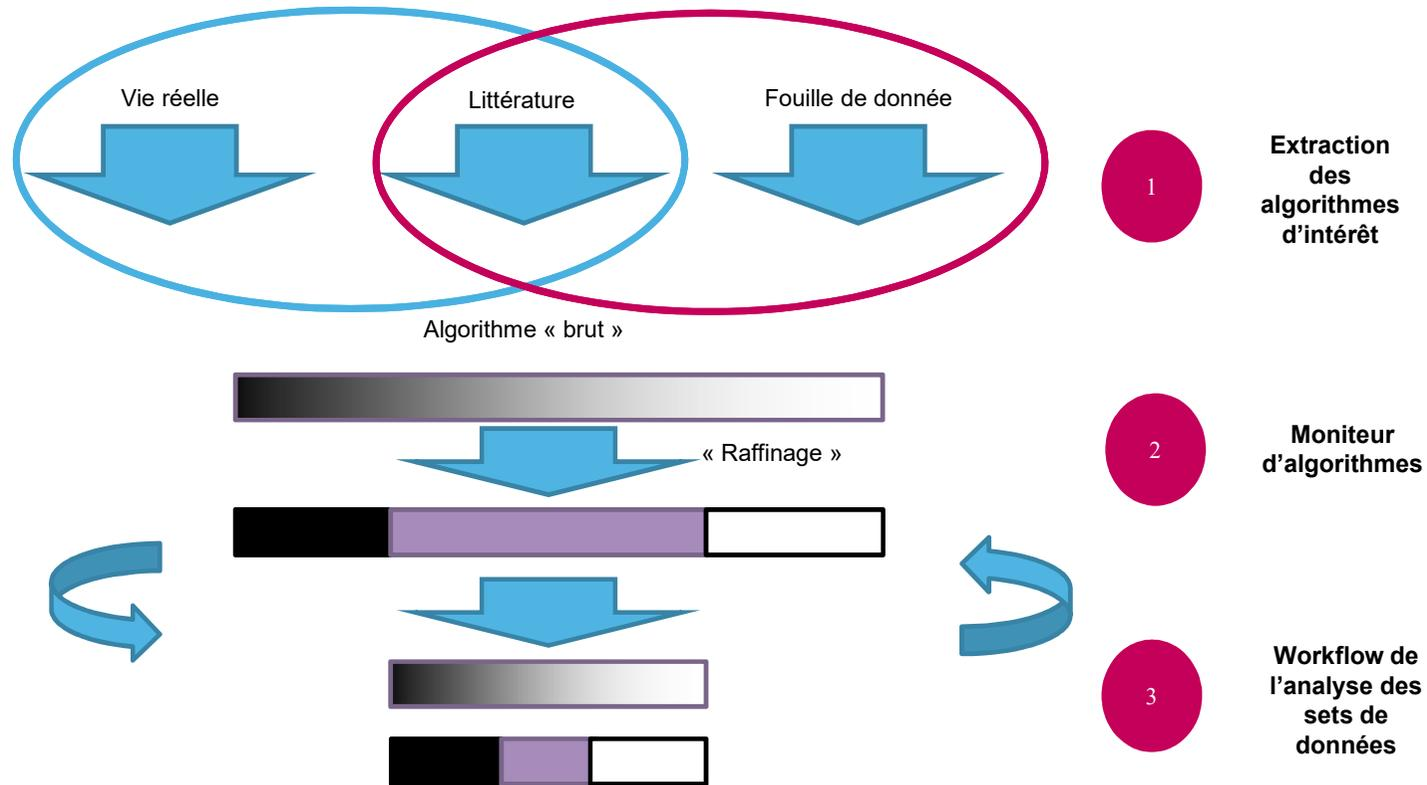 Vie réelle
Littérature
Fouille de donnée
1
Extraction
des
algorithmes
d’intérêt
Algorithme « brut »
« Raffinage »
2
Moniteur
d’algorithmes
3
Workflow de
l’analyse des
sets de
données